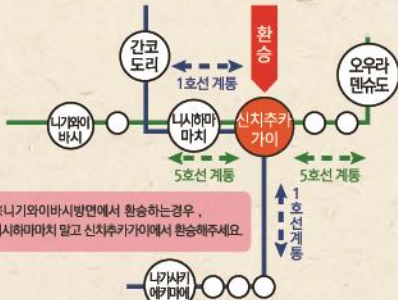 환승
간코
도리
1호선 계통
오우라
덴슈도
니기와이
바시
니시하마
마치
신치추카
가이
5호선 계통
5호선 계통
1호선계통
※니기와이바시방면에서 환승하는경우 ,
니시하마마치 말고 신치추카가이에서 환승해주세요.
나가사키
에키마에